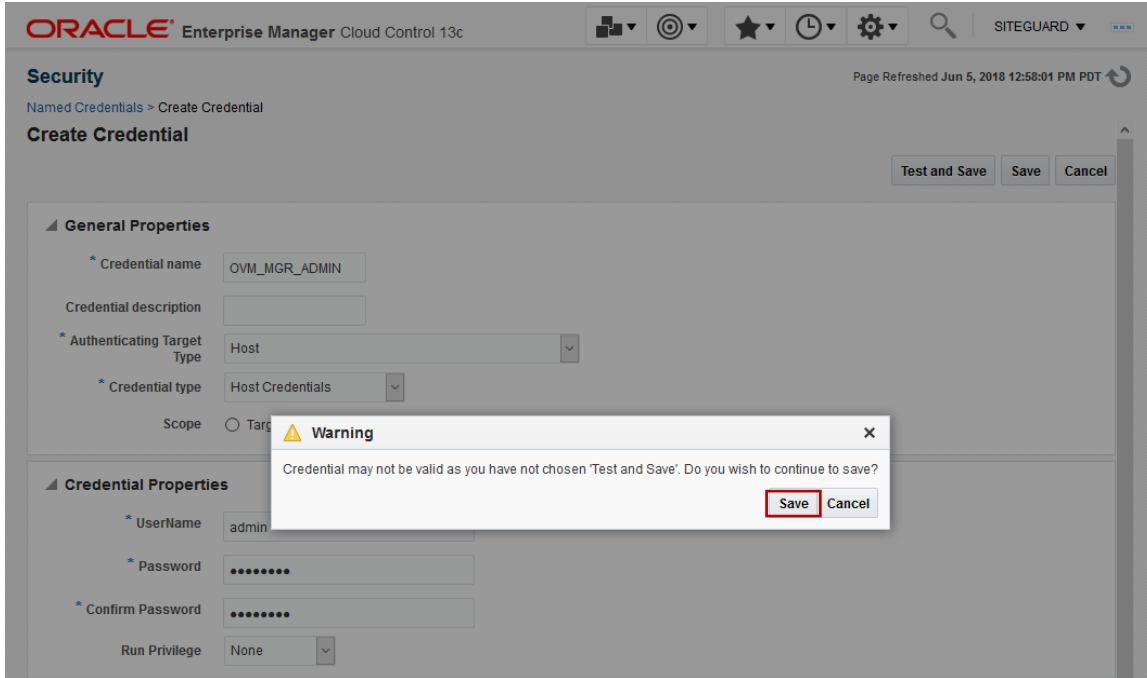 ORACLE® Enterprise Manager Cloud Control 13c SITEGUARD
Security
Page Refreshed Jun 5, 2018 12:58:01 PM PDT
Named Credentials > Create Credential
Create Credential
Test and Save Save Cancel
General Properties
* Credential name OVM_MGR_ADMIN
Credential description
* Authenticating Target Type Host
* Credential type Host Credentials
Scope Targ
Warning ×
Credential may not be valid as you have not chosen 'Test and Save'. Do you wish to continue to save?
Save Cancel
Credential Properties
* UserName admin
* Password ••••••••
* Confirm Password ••••••••
Run Privilege None